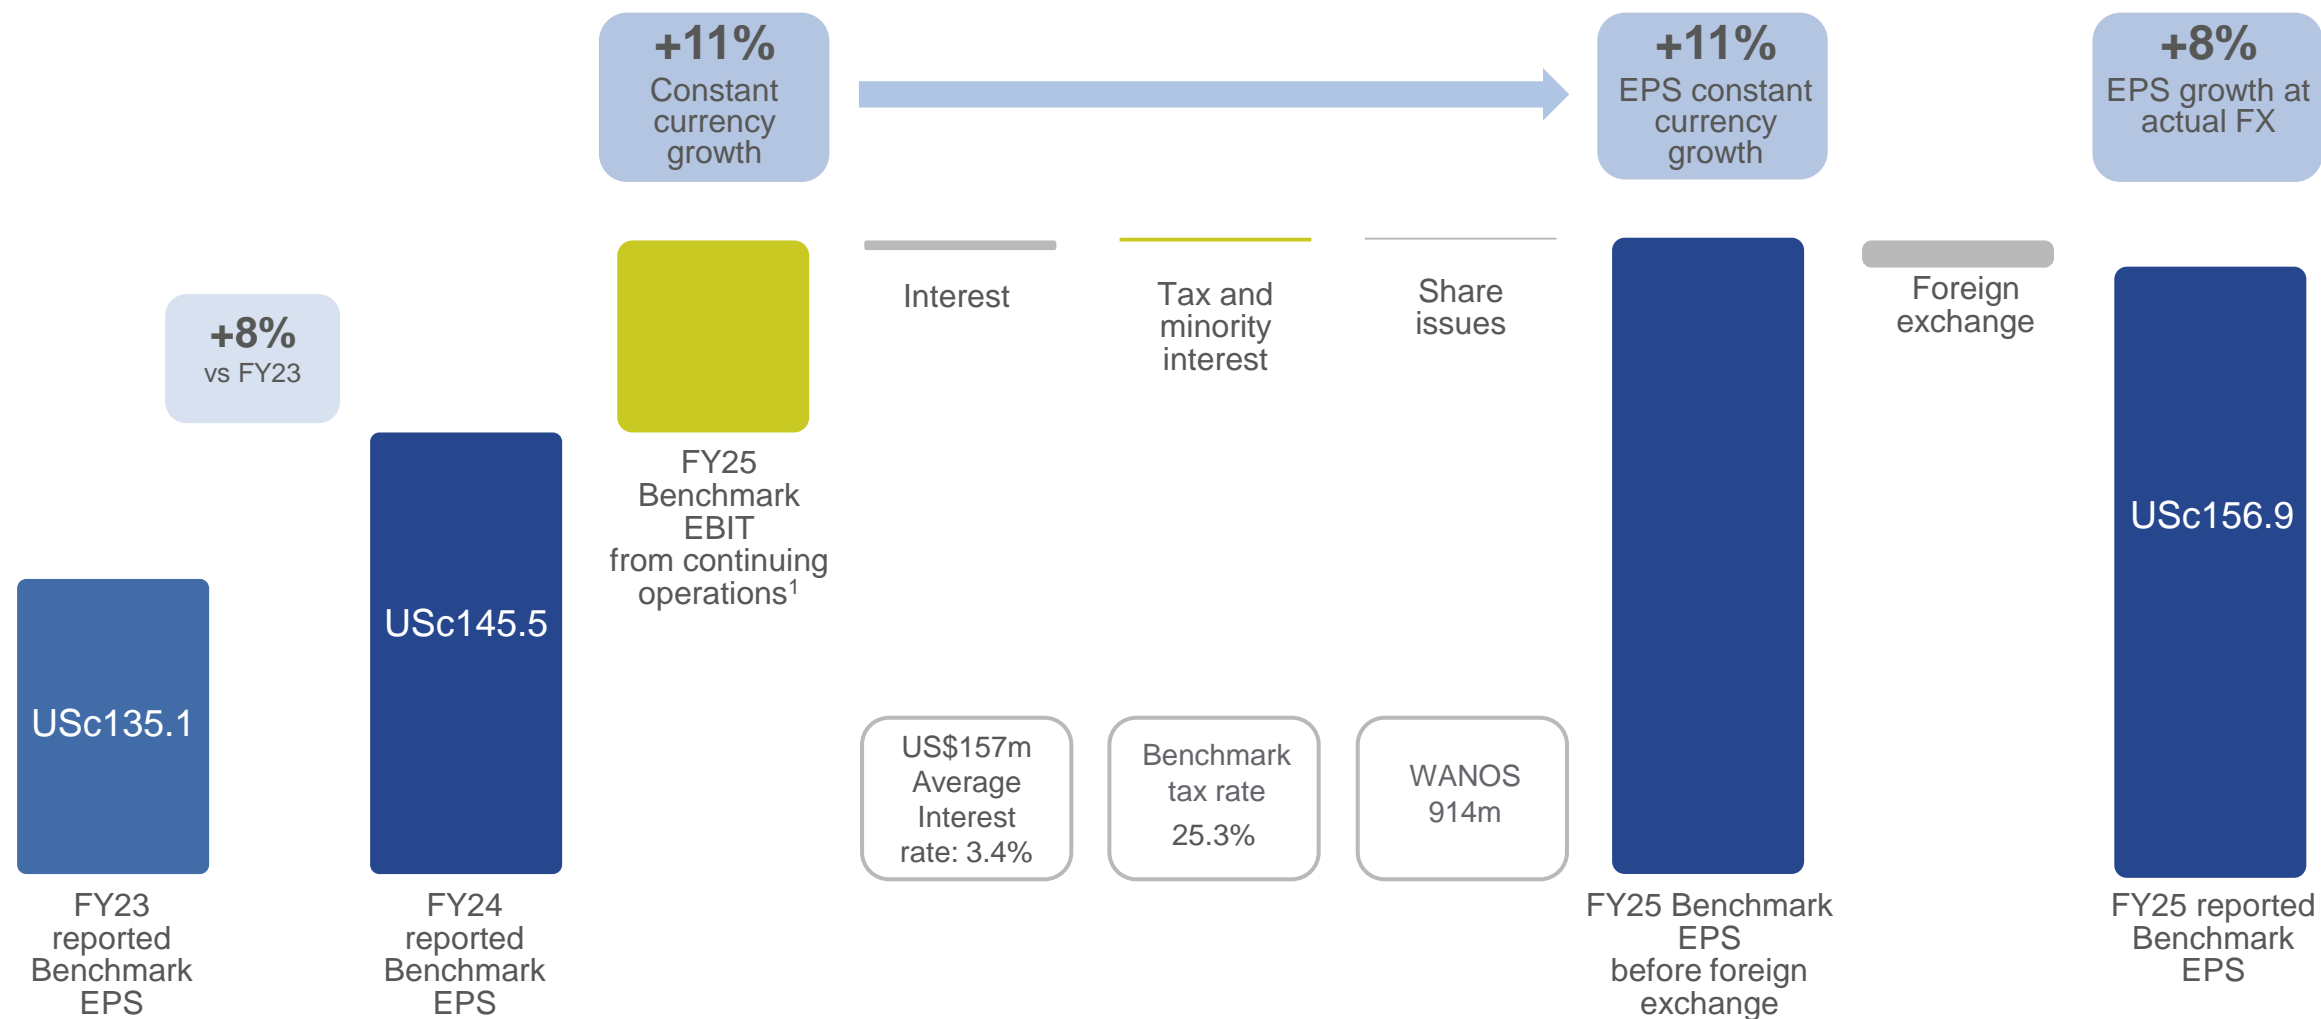 +11%
Constant
currency
growth
+11%
EPS constant
currency
growth
+8%
EPS growth at
actual FX
+8%
vs FY23
Interest
Tax and
minority
interest
Share
issues
Foreign
exchange
FY25
Benchmark
EBIT
from continuing
operations¹
USc135.1
USc145.5
USc156.9
US$157m
Average
Interest
rate: 3.4%
Benchmark
tax rate
25.3%
WANOS
914m
FY23
reported
Benchmark
EPS
FY24
reported
Benchmark
EPS
FY25 Benchmark
EPS
before foreign
exchange
FY25 reported
Benchmark
EPS